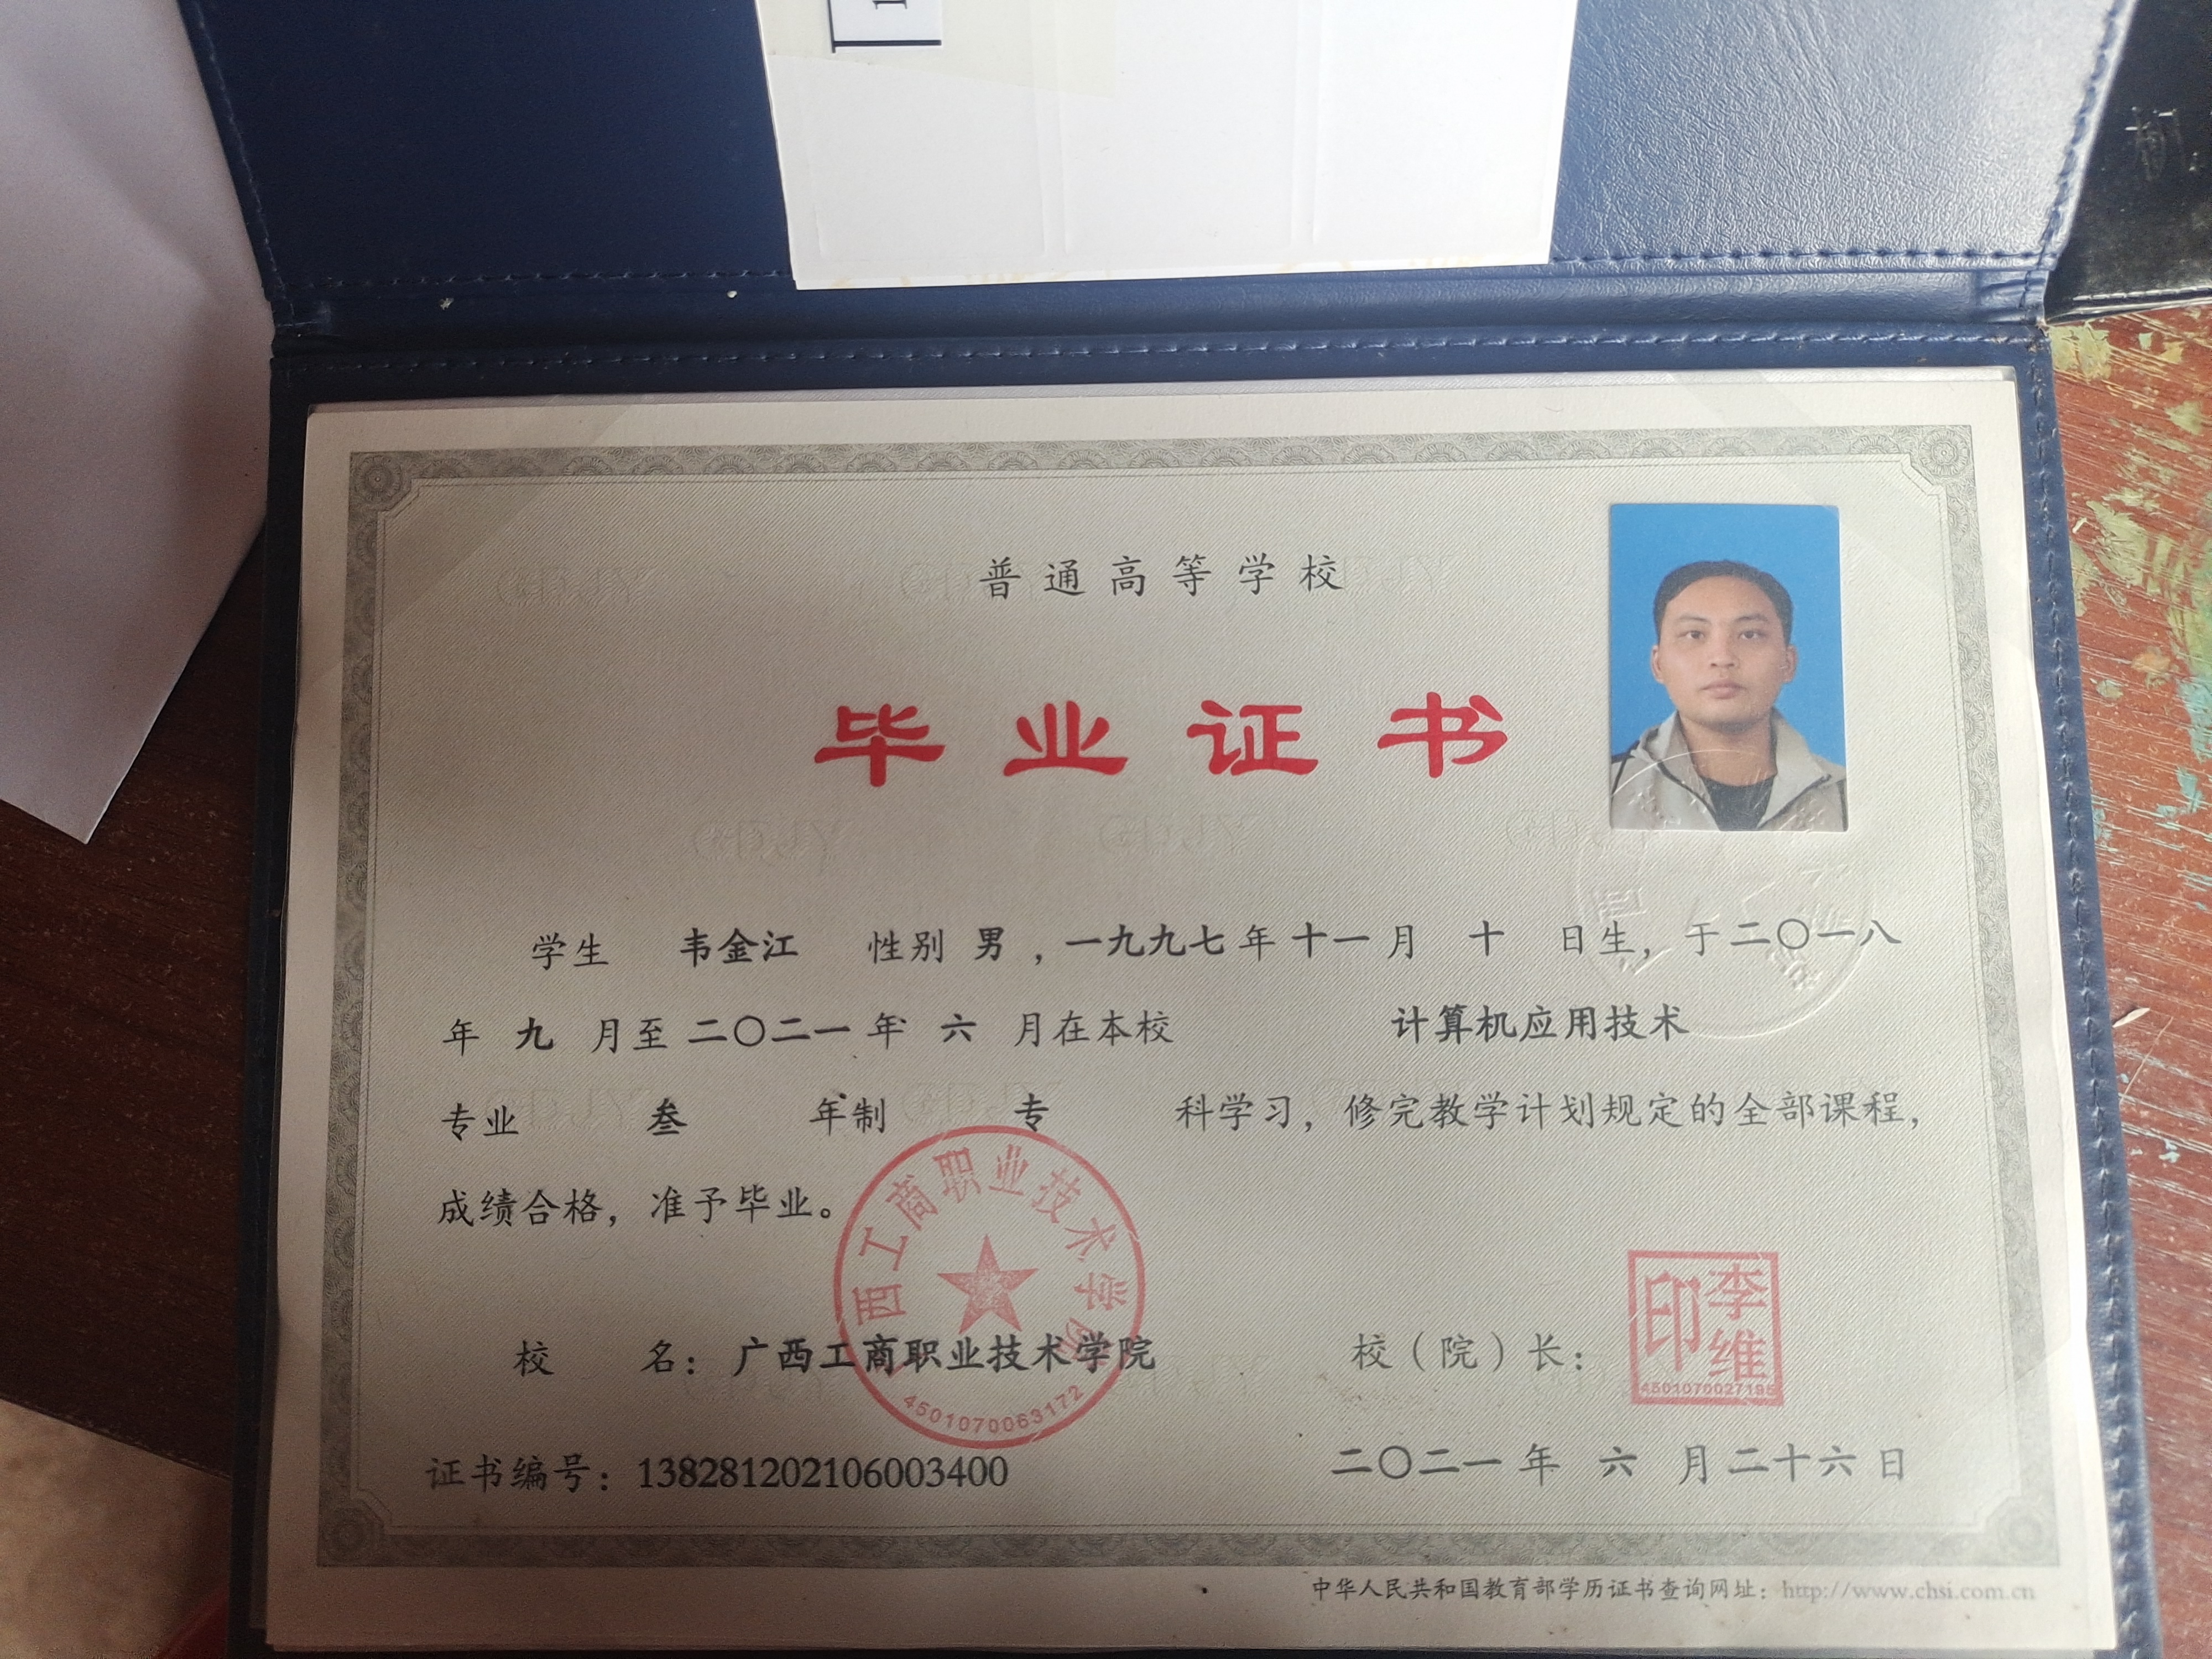 普通高等学校
毕业证书
学生 韦金江 性别 男 ，一九九七年十一月 十 日生，于二〇一八
年 九 月至二〇二一年 六 月在本校 计算机应用技术
专业 叁 年制 专 科学习，修完教学计划规定的全部课程，
成绩合格，准予毕业。
校 名：广西工商职业技术学院
校（院）长：
李维印
4501070027185
西工商职业技术学院
4501070063172
证书编号：138281202106003400
二〇二一年 六 月二十六日
中华人民共和国教育部学历证书查询网址：http://www.chsi.com.cn